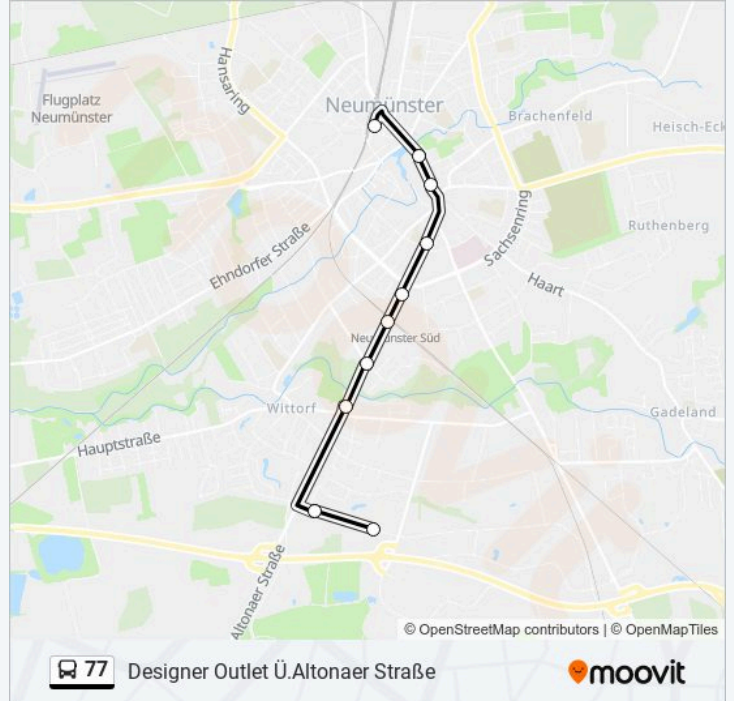 Hansaring
Flugplatz
Neumünster
Neumünster
Brachenfeld
Heisch-Eck
Ehndorfer Straße
Sachsenring
Ruthenberg
Haart
Neumünster Süd
Wittorf
Gadeland
Hauptstraße
Altonaer Straße
© OpenStreetMap contributors | © OpenMapTiles
77 Designer Outlet Ü.Altonaer Straße
moovit